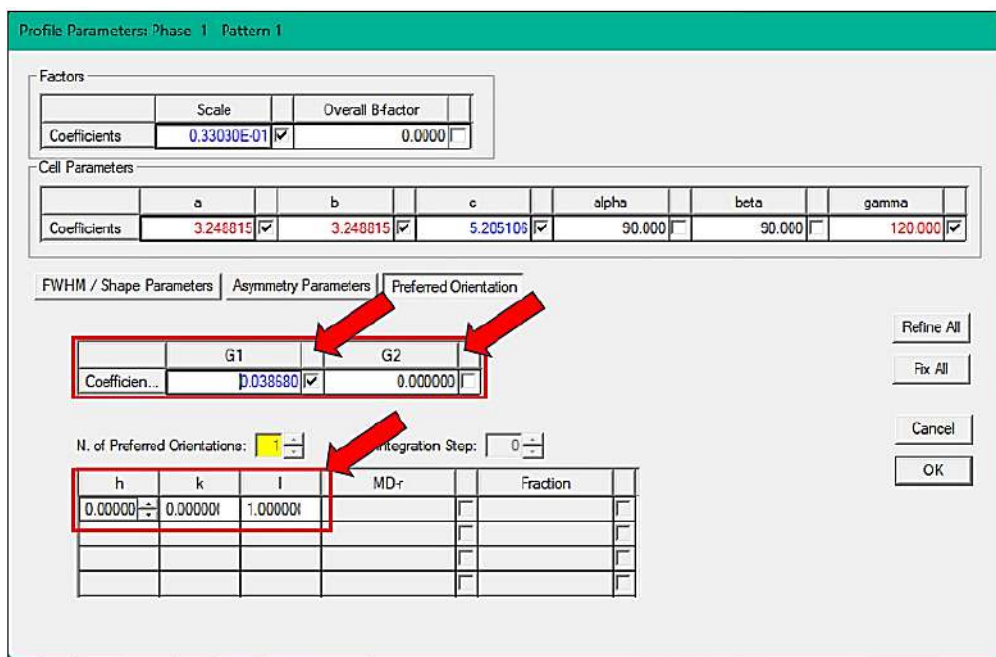 Profile Parameters: Phase 1 Pattern 1
Factors
Scale Overall B-factor
Coefficients 0.33030E-01 0.0000
Cell Parameters
a b c alpha beta gamma
Coefficients 3.248815 3.248815 5.205106 90.000 90.000 120.000
FWHM / Shape Parameters Asymmetry Parameters Preferred Orientation
Refine All
G1 G2
Coefficien... 0.038680 0.000000
Fix All
Cancel
N. of Preferred Orientations: 1 Integration Step: 0
OK
h k l MD-r Fraction
0.00000 0.000000 1.000000